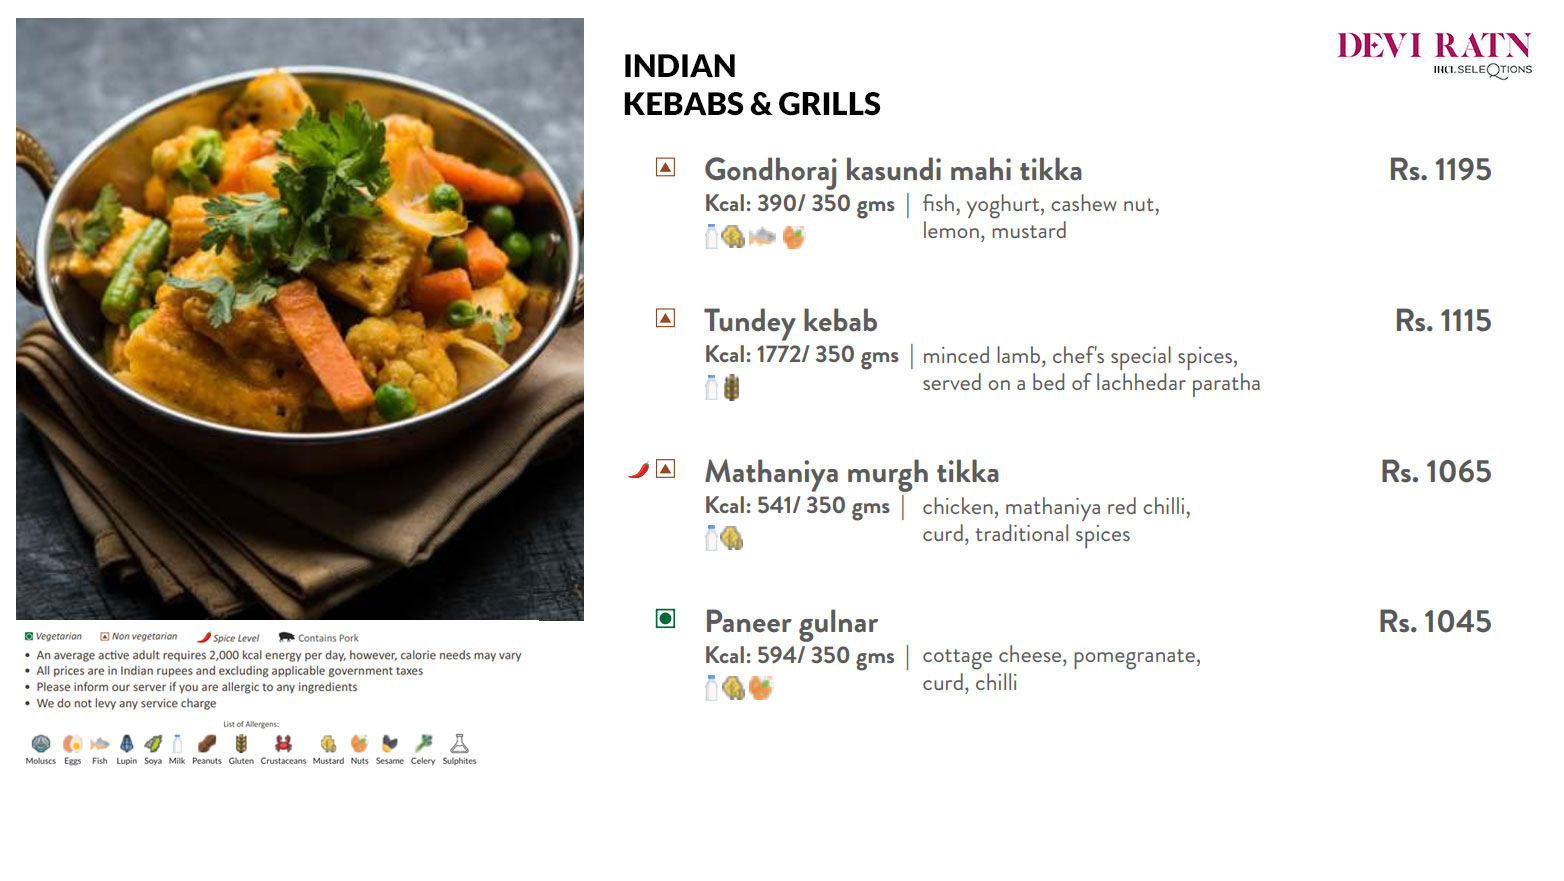 DEVI RATN
IHCL SELEQTIONS
INDIAN
KEBABS & GRILLS
Gondhoraj kasundi mahi tikka Rs. 1195
Kcal: 390/ 350 gms | fish, yoghurt, cashew nut,
lemon, mustard
Tundey kebab Rs. 1115
Kcal: 1772/ 350 gms | minced lamb, chef's special spices,
served on a bed of lachhedar paratha
Mathaniya murgh tikka Rs. 1065
Kcal: 541/ 350 gms | chicken, mathaniya red chilli,
curd, traditional spices
Paneer gulnar Rs. 1045
Kcal: 594/ 350 gms | cottage cheese, pomegranate,
curd, chilli
Vegetarian Non vegetarian Spice Level Contains Pork
• An average active adult requires 2,000 kcal energy per day, however, calorie needs may vary
• All prices are in Indian rupees and excluding applicable government taxes
• Please inform our server if you are allergic to any ingredients
• We do not levy any service charge
List of Allergens:
Moluscs Eggs Fish Lupin Soya Milk Peanuts Gluten Crustaceans Mustard Nuts Sesame Celery Sulphites